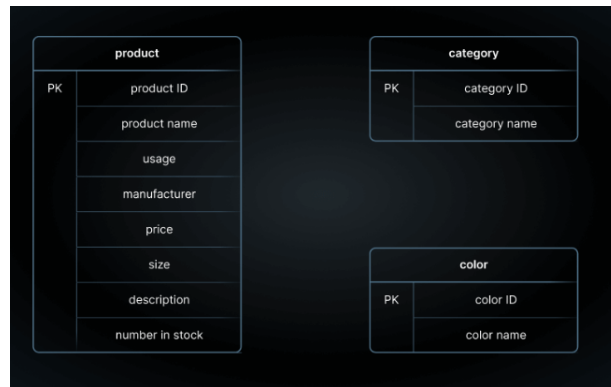 product
PK product ID
product name
usage
manufacturer
price
size
description
number in stock
category
PK category ID
category name
color
PK color ID
color name